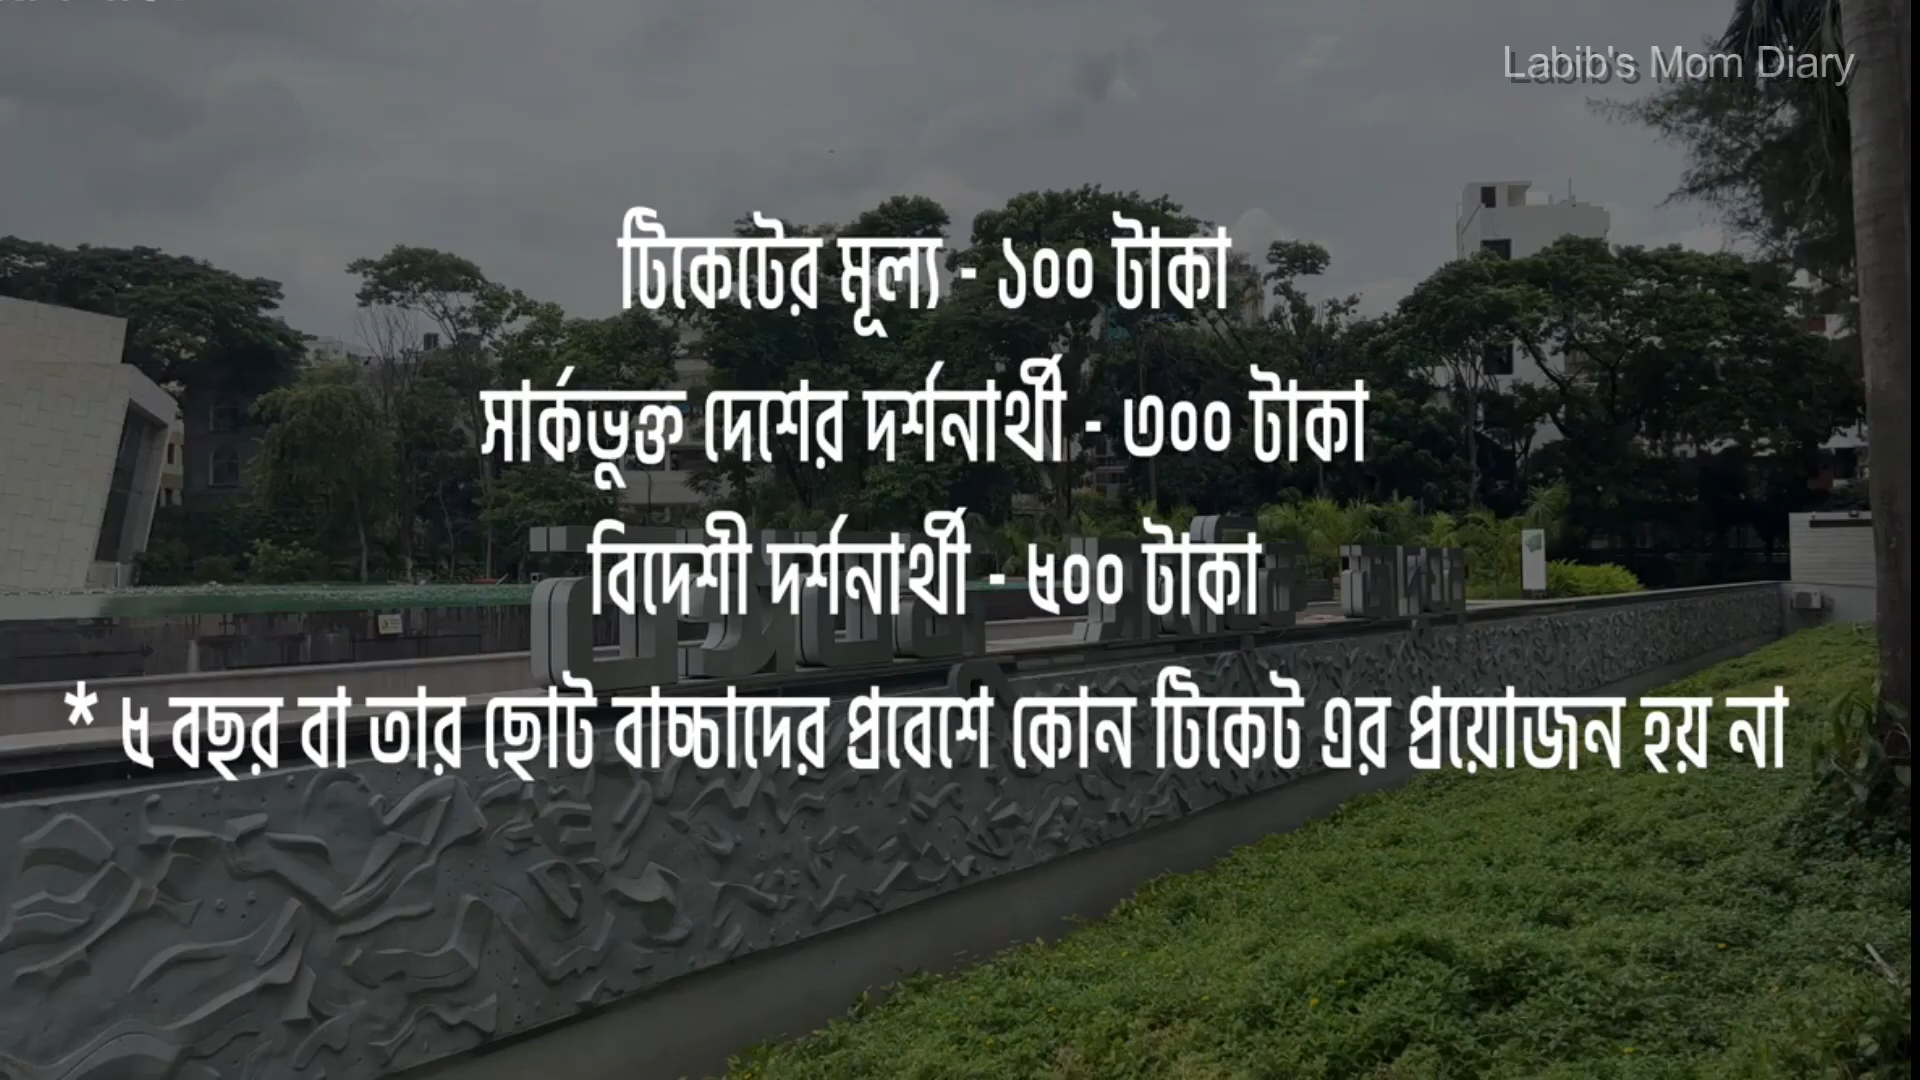 Labib's Mom Diary
টিকেটের মূল্য - ১০০ টাকা
সার্কভূক্ত দেশের দর্শনার্থী - ৩০০ টাকা
বিদেশী দর্শনার্থী - ৫০০ টাকা
* ৫ বছর বা তার ছোট বাচ্চাদের প্রবেশে কোন টিকেট এর প্রয়োজন হয় না